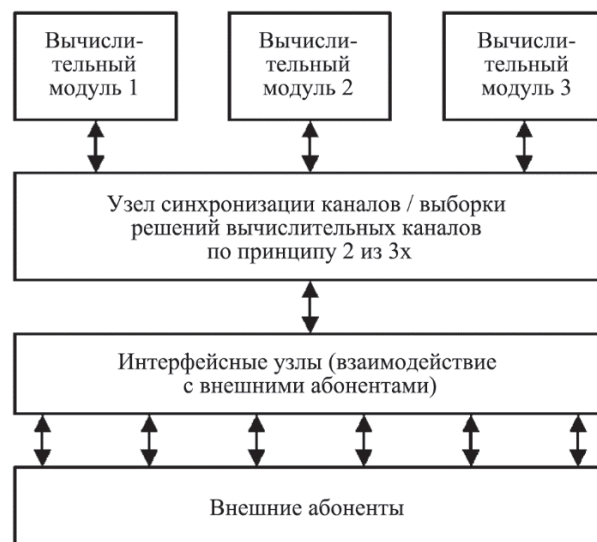 Вычисли-
тельный
модуль 1
Вычисли-
тельный
модуль 2
Вычисли-
тельный
модуль 3
Узел синхронизации каналов / выборки
решений вычислительных каналов
по принципу 2 из 3х
Интерфейсные узлы (взаимодействие
с внешними абонентами)
Внешние абоненты